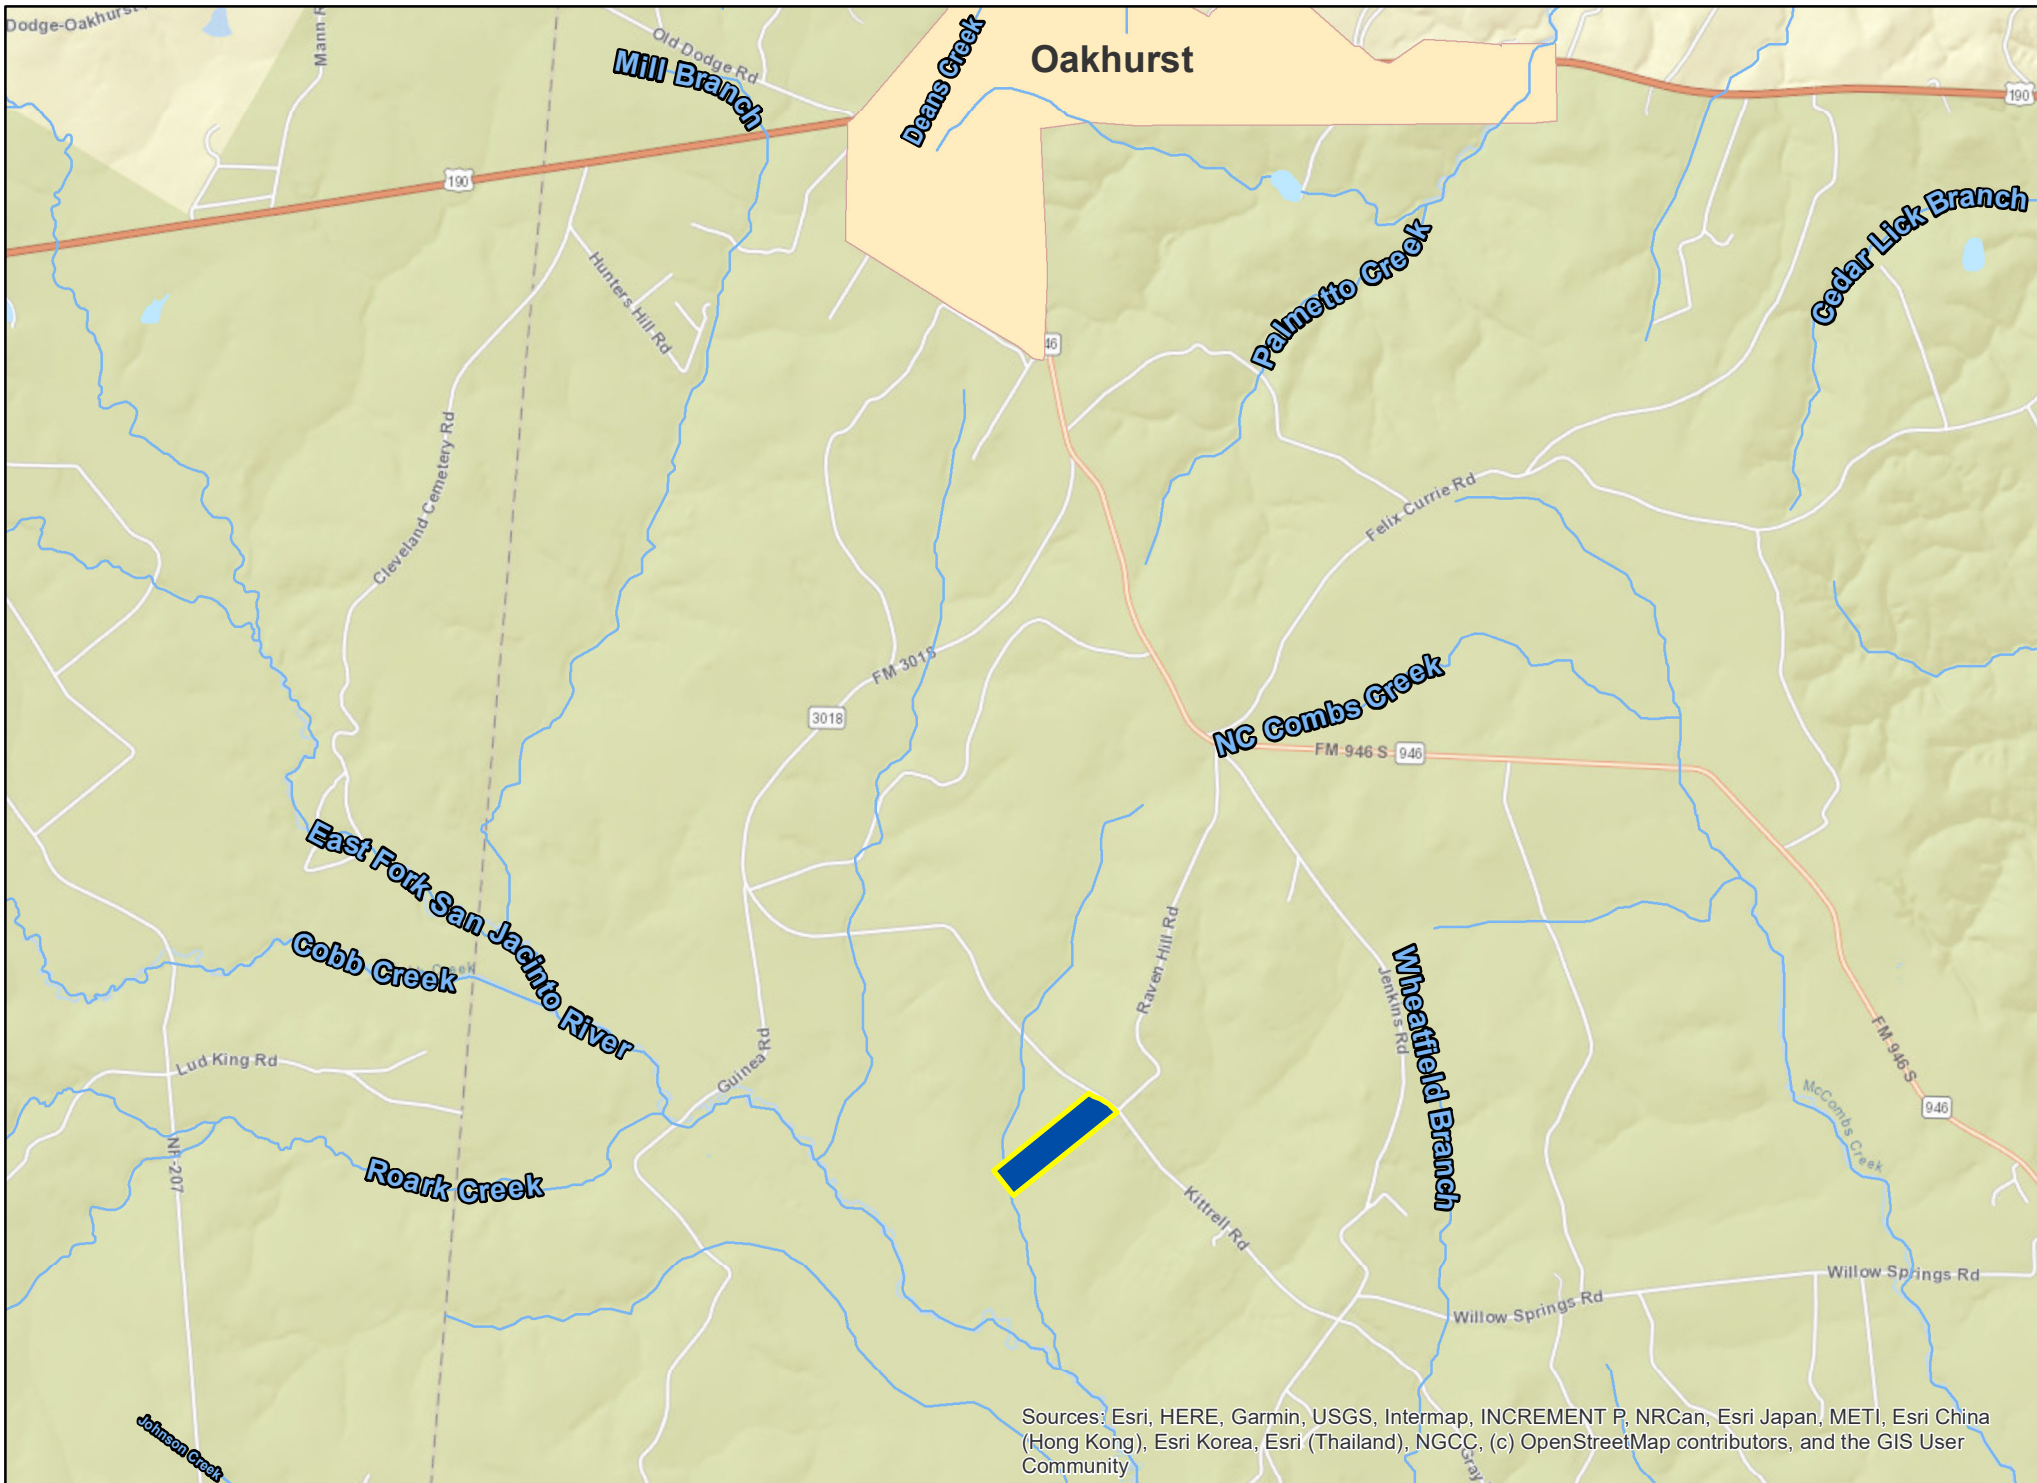 Dodge-Oakhurst
Mann R
Old Dodge Rd
Mill Branch
Deans Creek
Oakhurst
190
190
Cedar Lick Branch
Hunters Hill Rd
Palmetto Creek
46
Cleveland Cemetery Rd
Felix Currie Rd
FM 3018
3018
NC Combs Creek
FM 946 S
946
East Fork San Jacinto River
Cobb Creek
Creek
Raven Hill Rd
Jenkins Rd
Wheatfield Branch
FM 946 S
Lud King Rd
Guinea Rd
McCombs Creek
946
NF-207
Roark Creek
Kittrell Rd
Willow Springs Rd
Willow Springs Rd
Johnson Creek
Gray
Sources: Esri, HERE, Garmin, USGS, Intermap, INCREMENT P, NRCan, Esri Japan, METI, Esri China
(Hong Kong), Esri Korea, Esri (Thailand), NGCC, (c) OpenStreetMap contributors, and the GIS User
Community